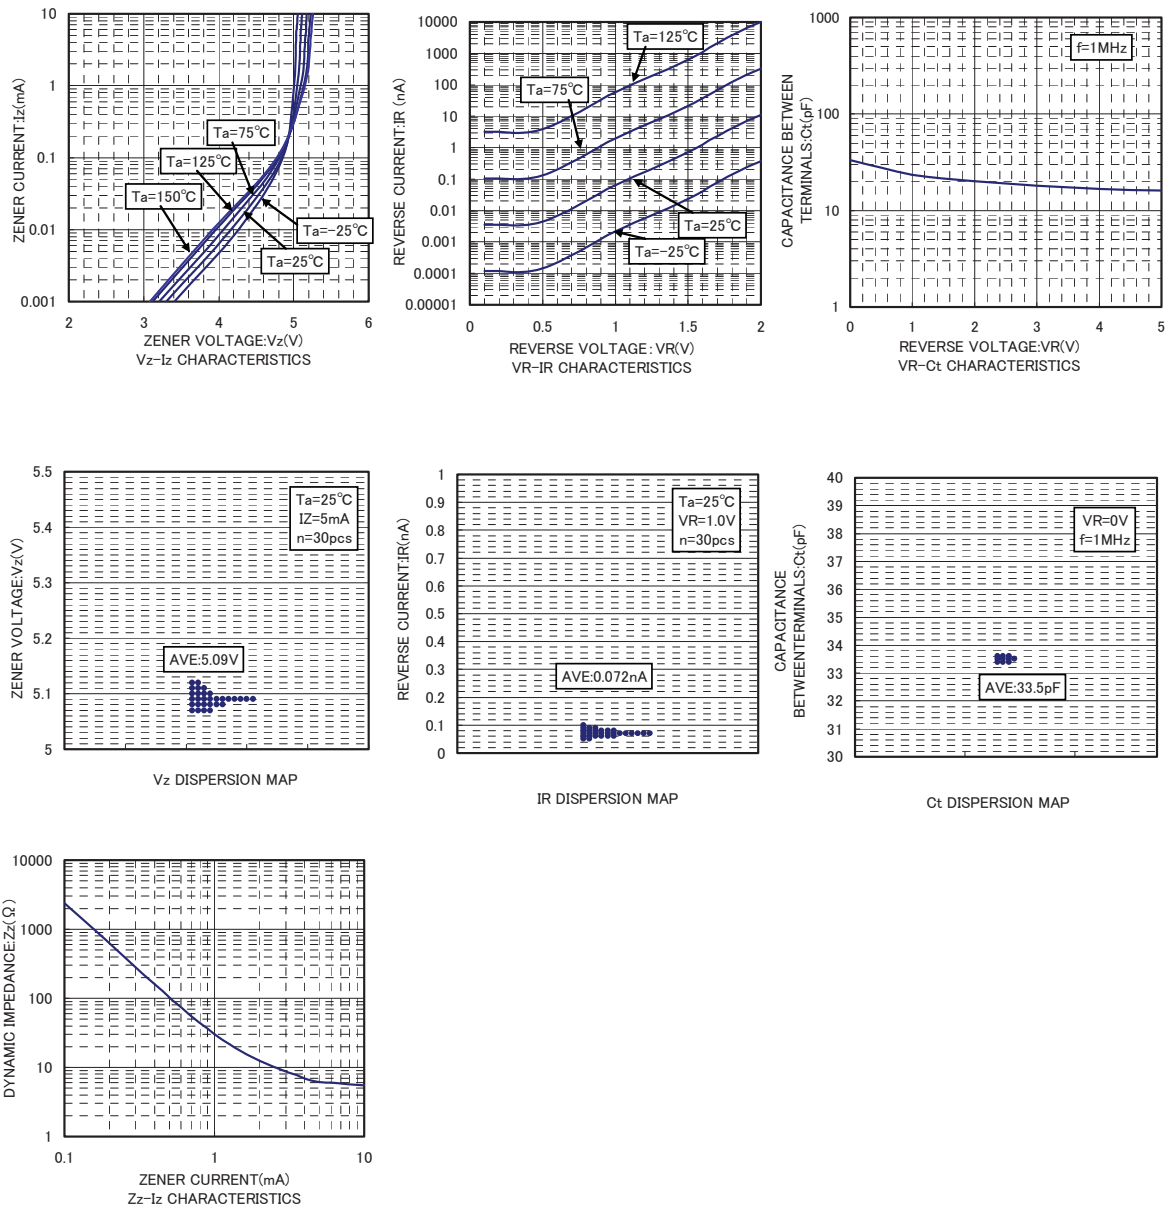 ZENER CURRENT:Iz(mA)
10
1
0.1
0.01
0.001
Ta=75℃
Ta=125℃
Ta=150℃
Ta=-25℃
Ta=25℃
2 3 4 5 6
ZENER VOLTAGE:Vz(V)
Vz-Iz CHARACTERISTICS
REVERSE CURRENT:IR (nA)
10000
1000
100
10
1
0.1
0.01
0.001
0.0001
0.00001
Ta=125℃
Ta=75℃
Ta=25℃
Ta=-25℃
0 0.5 1 1.5 2
REVERSE VOLTAGE:VR(V)
VR-IR CHARACTERISTICS
CAPACITANCE BETWEEN
TERMINALS:Ct(pF)
1000
100
10
1
f=1MHz
0 1 2 3 4 5
REVERSE VOLTAGE:VR(V)
VR-Ct CHARACTERISTICS
ZENER VOLTAGE:Vz(V)
5.5
5.4
5.3
5.2
5.1
5
Ta=25℃
IZ=5mA
n=30pcs
AVE:5.09V
Vz DISPERSION MAP
REVERSE CURRENT:IR(nA)
1
0.9
0.8
0.7
0.6
0.5
0.4
0.3
0.2
0.1
0
Ta=25℃
VR=1.0V
n=30pcs
AVE:0.072nA
IR DISPERSION MAP
CAPACITANCE
BETWEENTERMINALS:Ct(pF)
40
39
38
37
36
35
34
33
32
31
30
VR=0V
f=1MHz
AVE:33.5pF
Ct DISPERSION MAP
DYNAMIC IMPEDANCE:Zz(Ω)
10000
1000
100
10
1
0.1 1 10
ZENER CURRENT(mA)
Zz-Iz CHARACTERISTICS